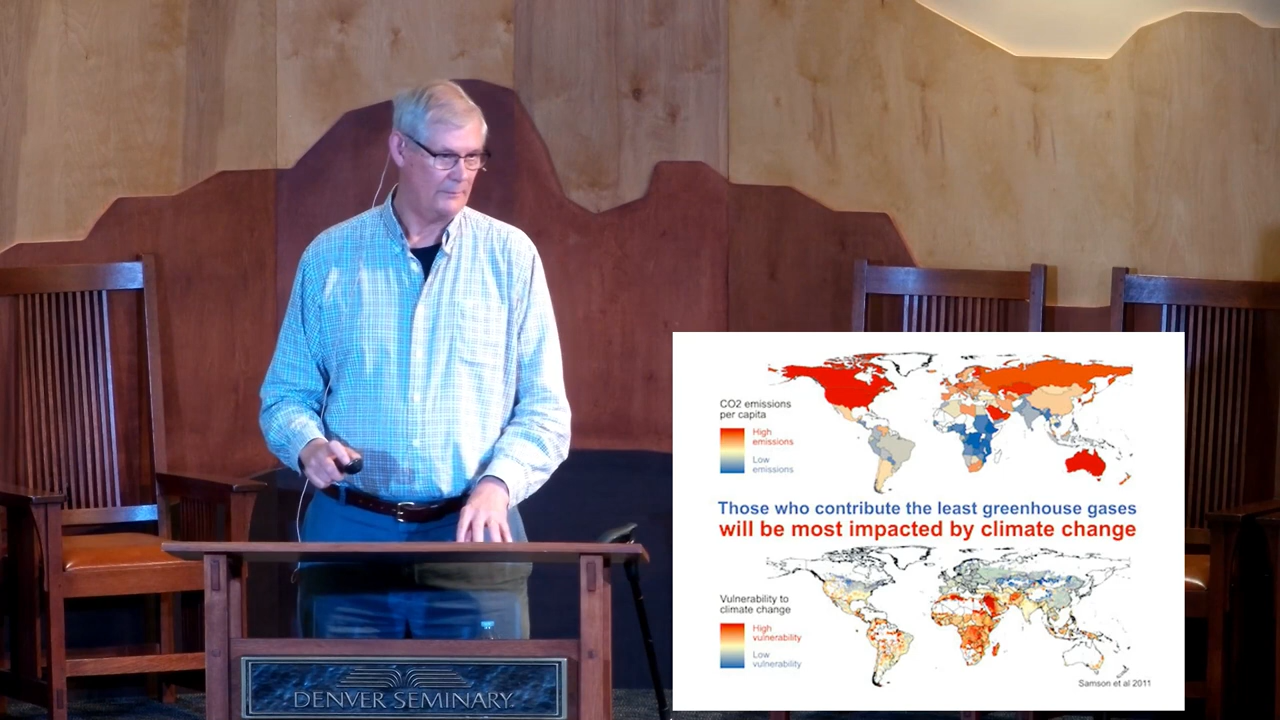 CO2 emissions
per capita
High
emissions
Low
emissions
Those who contribute the least greenhouse gases
will be most impacted by climate change
Vulnerability to
climate change
High
vulnerability
Low
vulnerability
Samson et al 2011
DENVER SEMINARY